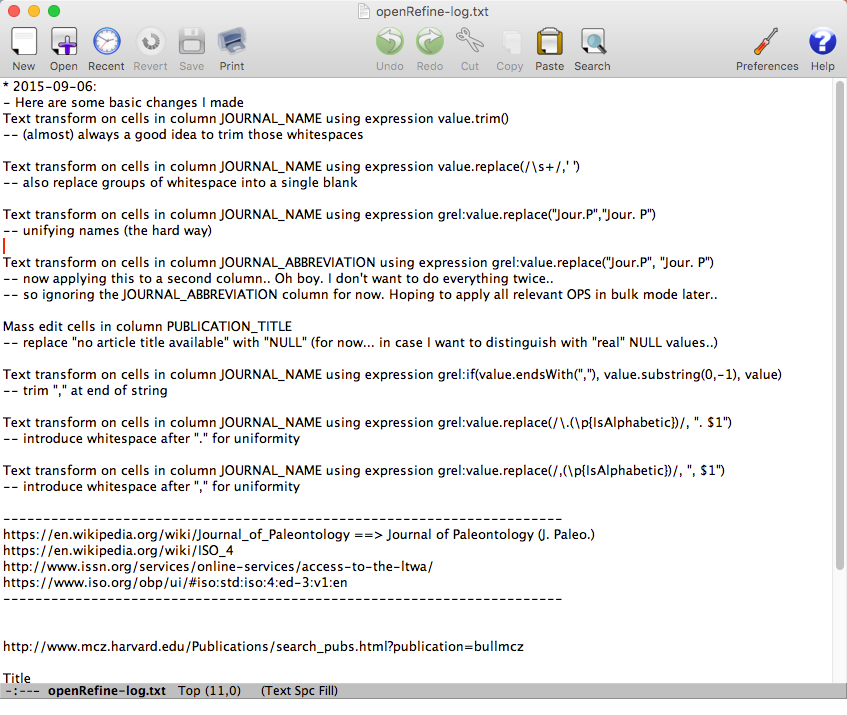 openRefine-log.txt
New Open Recent Revert Save Print Undo Redo Cut Copy Paste Search Preferences Help
* 2015-09-06:
- Here are some basic changes I made
Text transform on cells in column JOURNAL_NAME using expression value.trim()
-- (almost) always a good idea to trim those whitespaces
Text transform on cells in column JOURNAL_NAME using expression value.replace(/\s+/,' ')
-- also replace groups of whitespace into a single blank
Text transform on cells in column JOURNAL_NAME using expression grel:value.replace("Jour.P","Jour. P")
-- unifying names (the hard way)
Text transform on cells in column JOURNAL_ABBREVIATION using expression grel:value.replace("Jour.P", "Jour. P")
-- now applying this to a second column.. Oh boy. I don't want to do everything twice..
-- so ignoring the JOURNAL_ABBREVIATION column for now. Hoping to apply all relevant OPS in bulk mode later..
Mass edit cells in column PUBLICATION_TITLE
-- replace "no article title available" with "NULL" (for now... in case I want to distinguish with "real" NULL values..)
Text transform on cells in column JOURNAL_NAME using expression grel:if(value.endsWith(","), value.substring(0,-1), value)
-- trim "," at end of string
Text transform on cells in column JOURNAL_NAME using expression grel:value.replace(/\.(\p{IsAlphabetic})/, ". $1")
-- introduce whitespace after "." for uniformity
Text transform on cells in column JOURNAL_NAME using expression grel:value.replace(/,(\p{IsAlphabetic})/, ", $1")
-- introduce whitespace after "," for uniformity
----------------------------------------------------------------------
https://en.wikipedia.org/wiki/Journal_of_Paleontology ==> Journal of Paleontology (J. Paleo.)
https://en.wikipedia.org/wiki/ISO_4
http://www.issn.org/services/online-services/access-to-the-ltwa/
https://www.iso.org/obp/ui/#iso:std:iso:4:ed-3:v1:en
----------------------------------------------------------------------
http://www.mcz.harvard.edu/Publications/search_pubs.html?publication=bullmcz
Title
-:--- openRefine-log.txt Top (11,0) (Text Spc Fill)